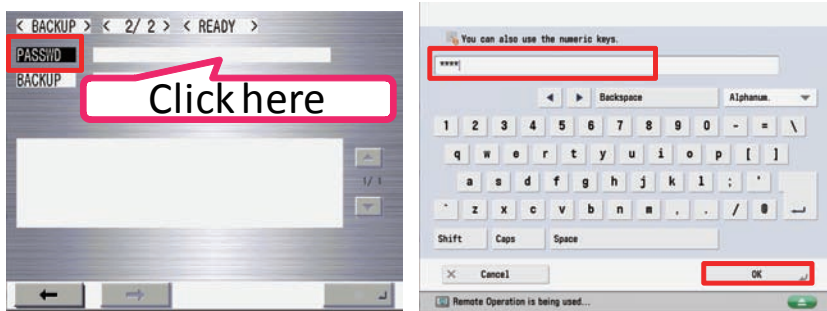 < BACKUP > < 2/ 2 > < READY >
PASSWD
BACKUP
Click here
1/ 1
You can also use the numeric keys.
****
Backspace
Alphanum.
1 2 3 4 5 6 7 8 9 0 - = \
q w e r t y u i o p [ ]
a s d f g h j k l ; '
` z x c v b n m , . / @
Shift Caps Space
Cancel OK
Remote Operation is being used...